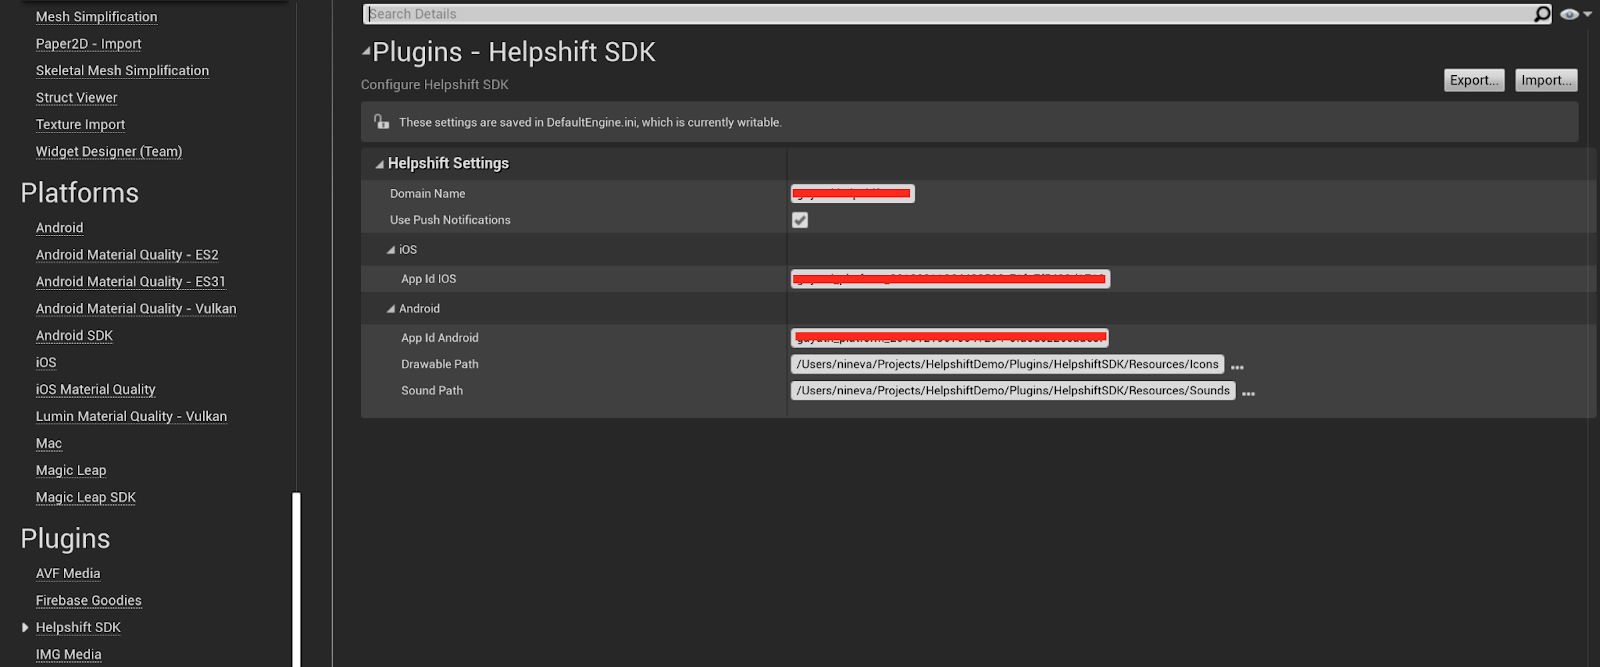 Mesh Simplification
Paper2D - Import
Skeletal Mesh Simplification
Struct Viewer
Texture Import
Widget Designer (Team)
Platforms
Android
Android Material Quality - ES2
Android Material Quality - ES31
Android Material Quality - Vulkan
Android SDK
iOS
iOS Material Quality
Lumin Material Quality - Vulkan
Mac
Magic Leap
Magic Leap SDK
Plugins
AVF Media
Firebase Goodies
Helpshift SDK
IMG Media
Search Details
Plugins - Helpshift SDK
Configure Helpshift SDK
Export...
Import...
These settings are saved in DefaultEngine.ini, which is currently writable.
Helpshift Settings
Domain Name
Use Push Notifications
iOS
App Id IOS
Android
App Id Android
Drawable Path
/Users/nineva/Projects/HelpshiftDemo/Plugins/HelpshiftSDK/Resources/Icons
Sound Path
/Users/nineva/Projects/HelpshiftDemo/Plugins/HelpshiftSDK/Resources/Sounds